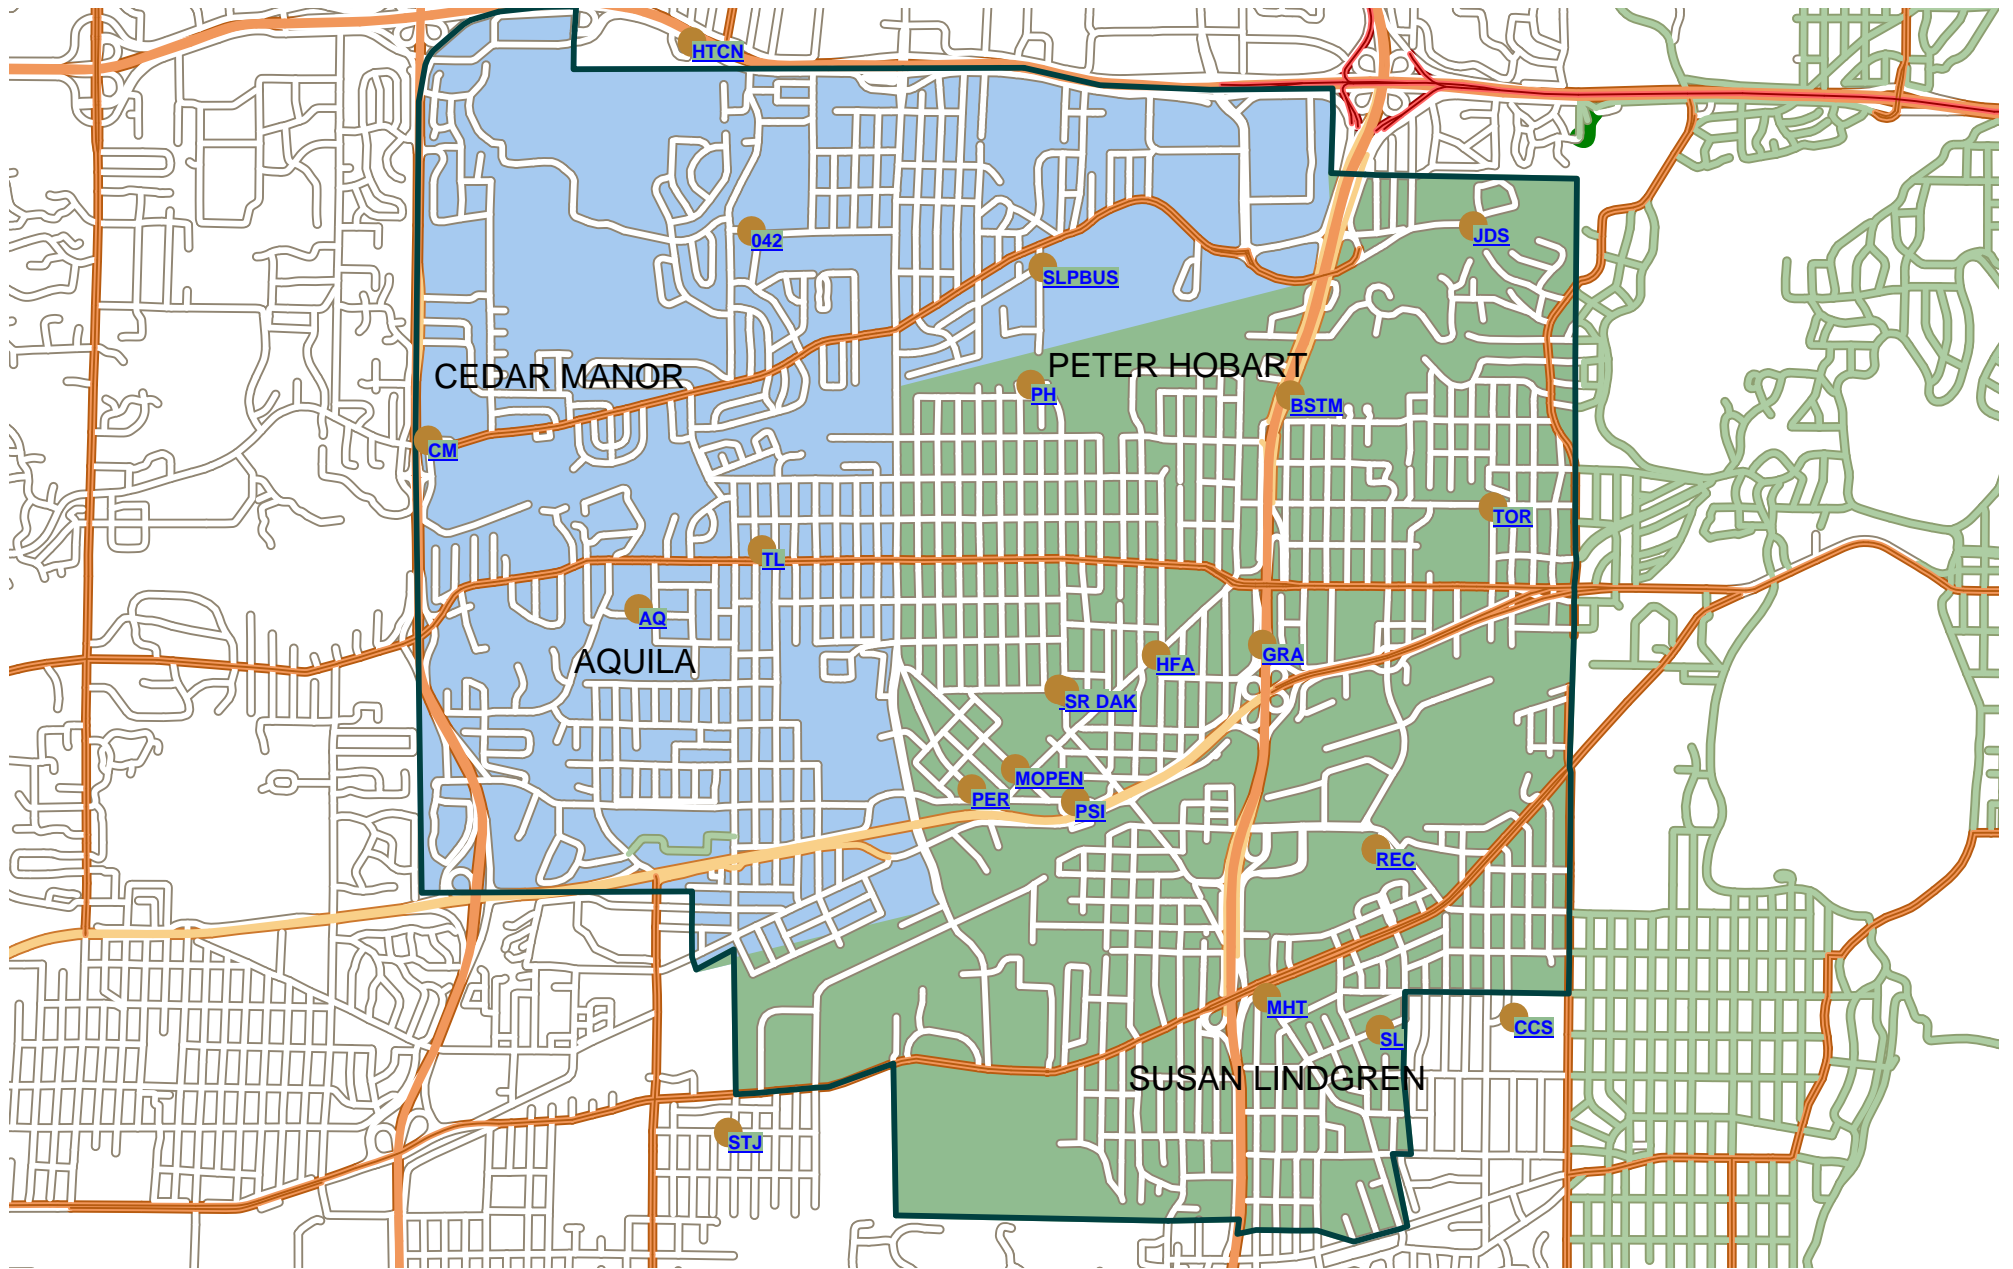 HTCN
042
JDS
SLPBUS
CEDAR MANOR
PETER HOBART
PH
BSTM
CM
TOR
TL
AQ
AQUILA
HFA
GRA
SR DAK
MOPEN
PER
PSI
REC
MHT
CCS
SL
SUSAN LINDGREN
STJ